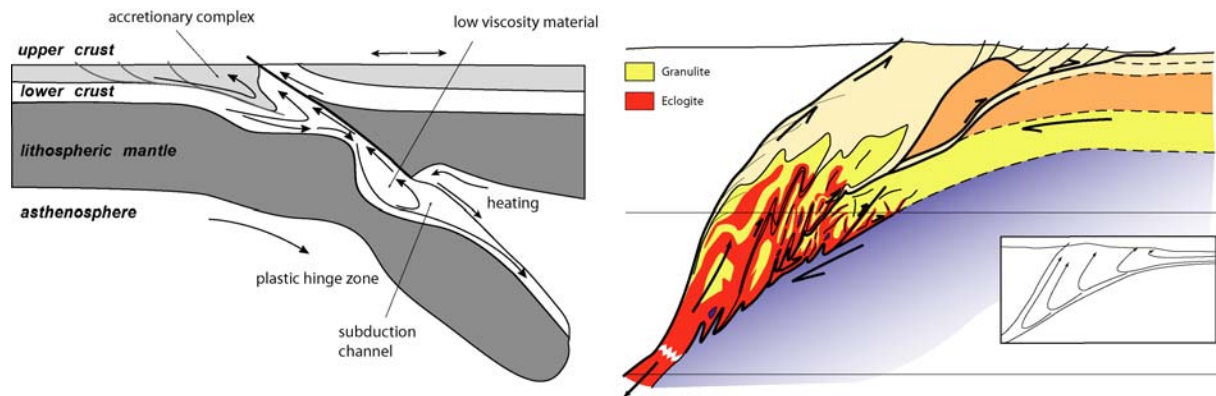 accretionary complex
low viscosity material
upper crust
lower crust
lithospheric mantle
heating
asthenosphere
plastic hinge zone
subduction
channel
Granulite
Eclogite